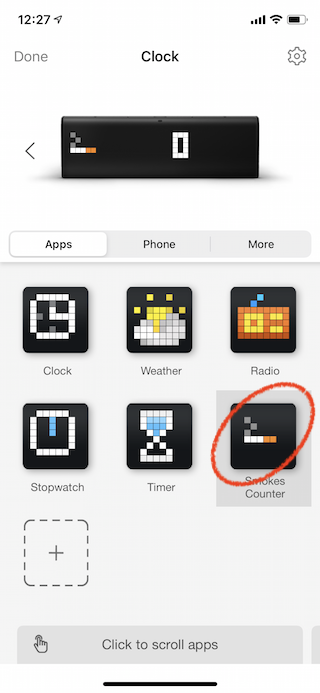 12:27
Done
Clock
0
Apps
Phone
More
Clock
Weather
Radio
Stopwatch
Timer
Smokes
Counter
+
Click to scroll apps